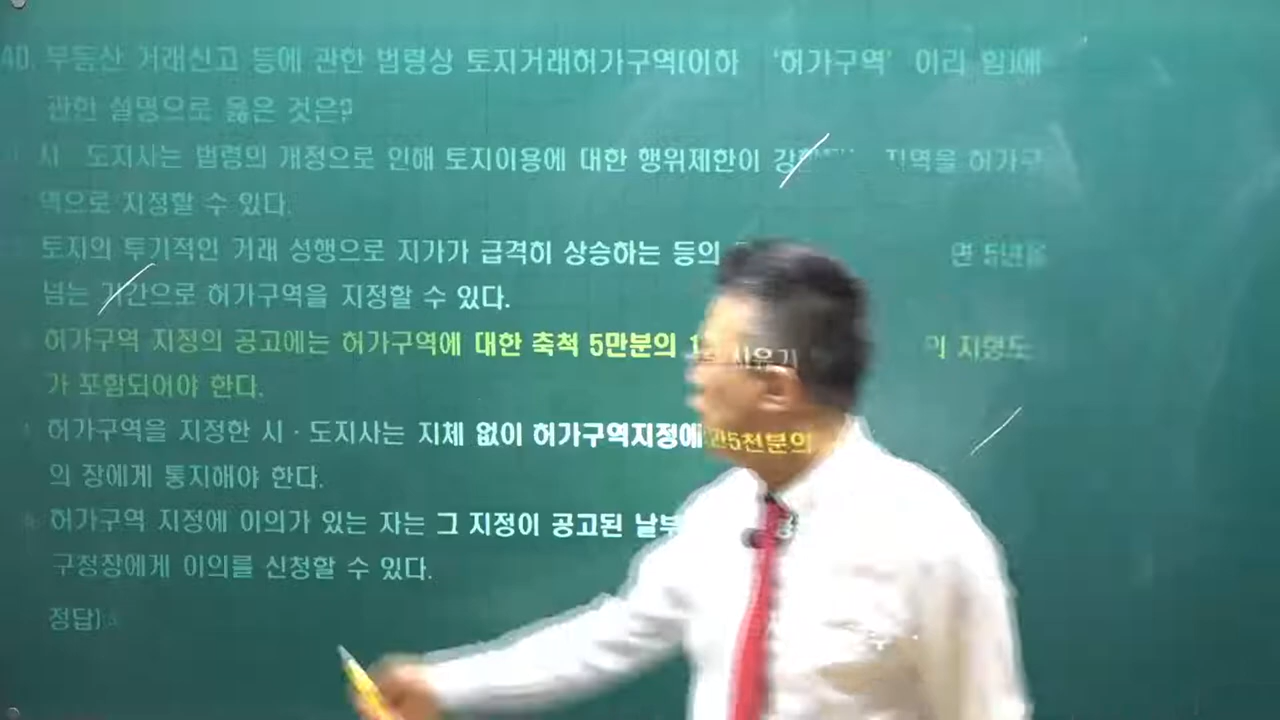 40. 부동산 거래신고 등에 관한 법령상 토지거래허가구역(이하 '허가구역' 이라 함)에
관한 설명으로 옳은 것은?
시 도지사는 법령의 개정으로 인해 토지이용에 대한 행위제한이 지역을 허가구
역으로 지정할 수 있다.
토지의 투기적인 거래 성행으로 지가가 급격히 상승하는 등의 면 5년을
넘는 기간으로 허가구역을 지정할 수 있다.
허가구역 지정의 공고에는 허가구역에 대한 축척 5만분의 1 의 지형도
가 포함되어야 한다.
허가구역을 지정한 시·도지사는 지체 없이 허가구역지정에 만5천분의
의 장에게 통지해야 한다.
허가구역 지정에 이의가 있는 자는 그 지정이 공고된 날부
구청장에게 이의를 신청할 수 있다.
정답)